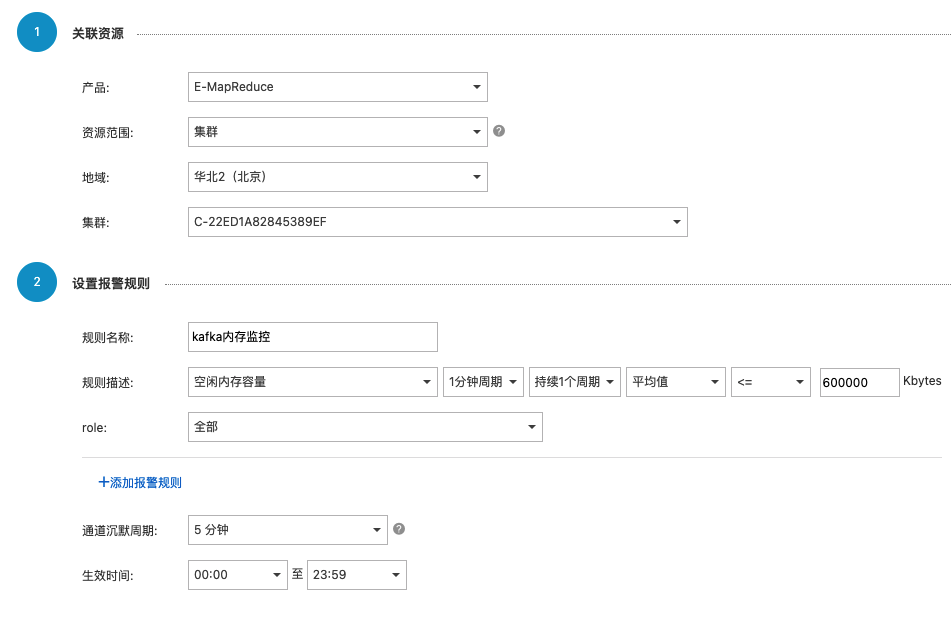 1 关联资源
产品: E-MapReduce
资源范围: 集群 ?
地域: 华北2（北京）
集群: C-22ED1A82845389EF
2 设置报警规则
规则名称: kafka内存监控
规则描述: 空闲内存容量 1分钟周期 持续1个周期 平均值 <= 600000 Kbytes
role: 全部
+添加报警规则
通道沉默周期: 5 分钟 ?
生效时间: 00:00 至 23:59